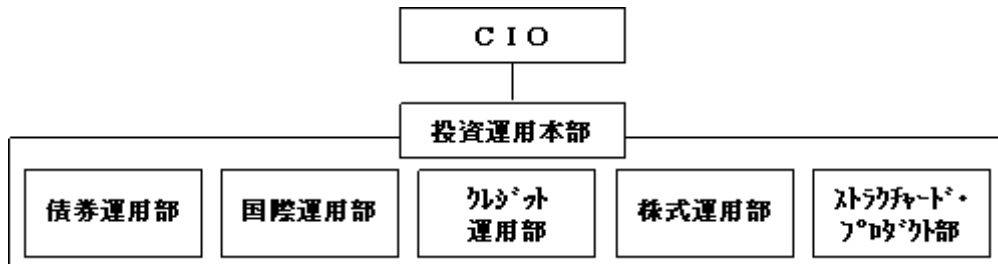 ＣＩＯ
投資運用本部
債券運用部
国際運用部
ｸﾚｼﾞｯﾄ
運用部
株式運用部
ｽﾄﾗｸﾁｬｰﾄﾞ・
ﾌﾟﾛﾀﾞｸﾄ部